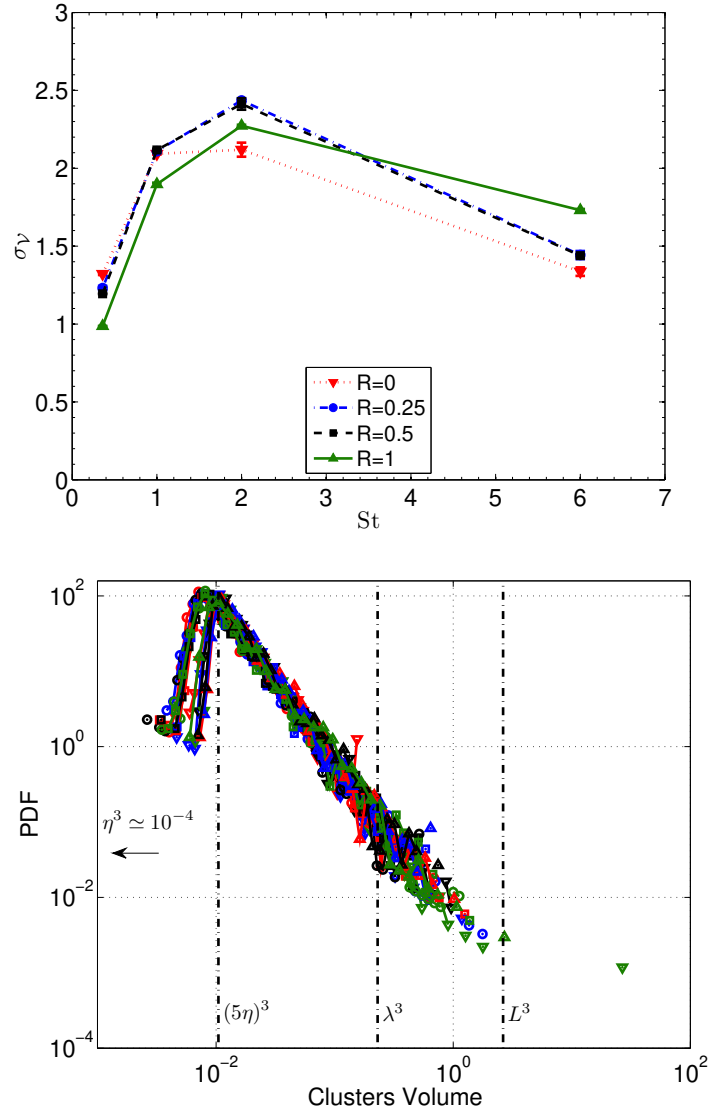 3
2.5
2
1.5
1
0.5
0
σ𝒱
0 1 2 3 4 5 6 7
St
R=0
R=0.25
R=0.5
R=1
10²
10⁰
10⁻²
10⁻⁴
PDF
η³ ≃ 10⁻⁴
(5η)³
λ³
L³
10⁻² 10⁰ 10²
Clusters Volume